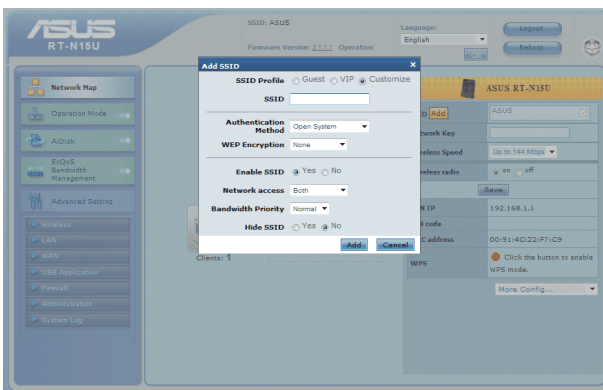 ASUS
RT-N15U
SSID: ASUS
Firmware Version: 2.1.1.1 Operation
Language:
English
Logout
Reboot
Add SSID
x
SSID Profile Guest VIP Customize
SSID
Authentication Method Open System
WEP Encryption None
Enable SSID Yes No
Network access Both
Bandwidth Priority Normal
Hide SSID Yes No
Add Cancel
Clients: 1
Network Map
Operation Mode
AiDisk
EzQoS
Bandwidth
Management
Advanced Setting
Wireless
LAN
WAN
USB Application
Firewall
Administration
System Log
ASUS RT-N15U
Add
ASUS
Key
Speed
Up to 144 Mbps
radio
on off
Save
IP
192.168.1.1
code
address
00:91:4C:22:F7:C9
WPS
Click the button to enable
WPS mode.
More Config...